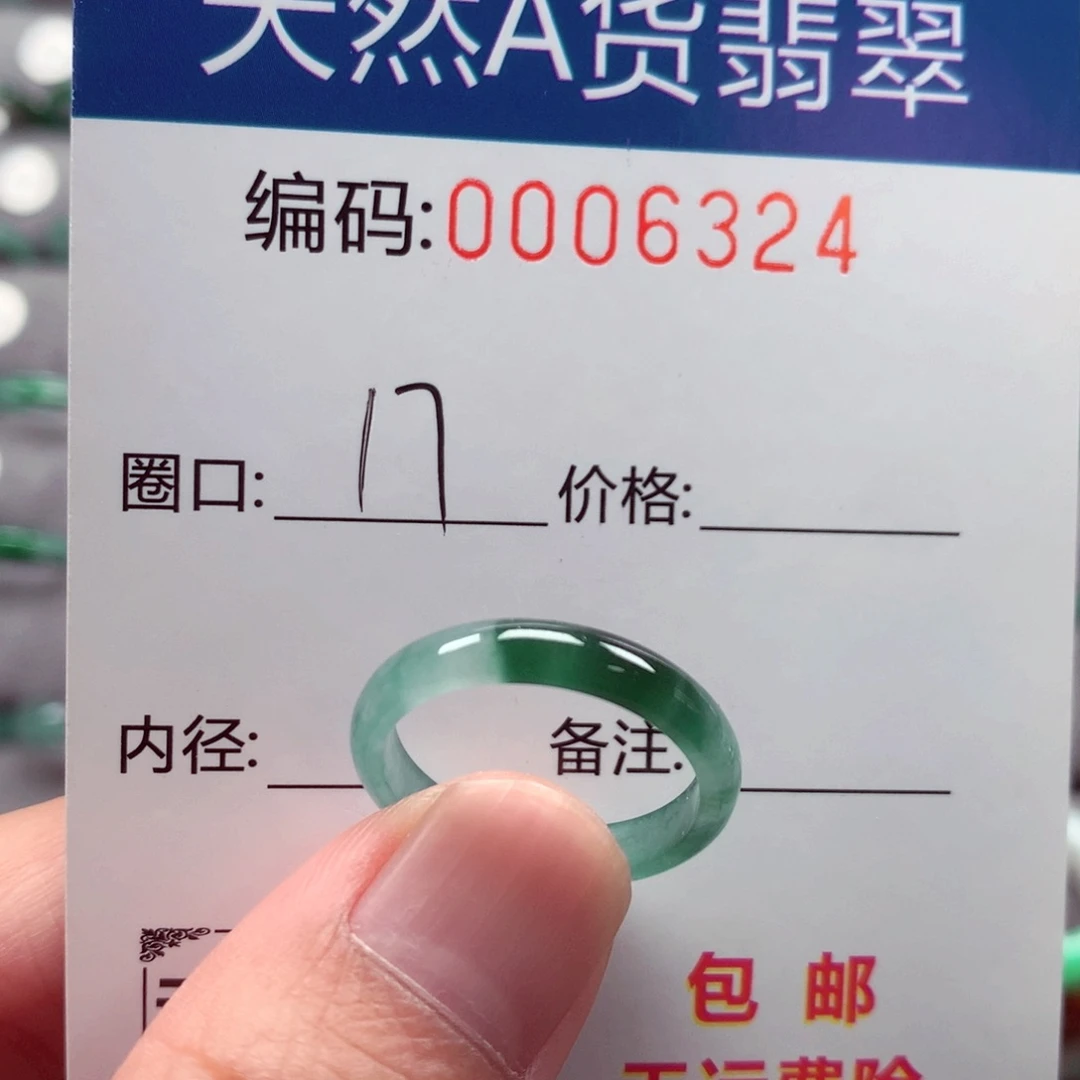 天然A货翡翠
编码:0006324
圈口: 17 价格:
内径: 备注:
包邮